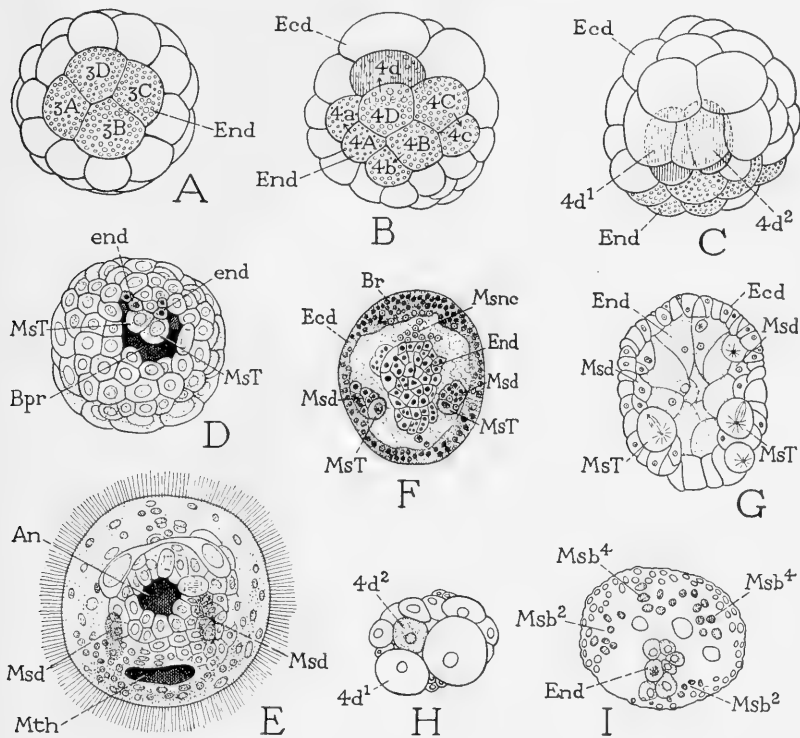 3D
3C
3A
3B
End
A
Ecd
4d
4C
4D
4a
4c
4A
4B
4b
End
B
Ecd
4d¹
4d²
End
C
end
end
MsT
MsT
Bpr
D
Br
Msnc
Ecd
End
Msd
Msd
MsT
MsT
F
End
Ecd
Msd
Msd
MsT
MsT
G
An
Msd
Msd
Mth
E
4d²
4d¹
H
Msb⁴
Msb⁴
Msb²
End
Msb²
I